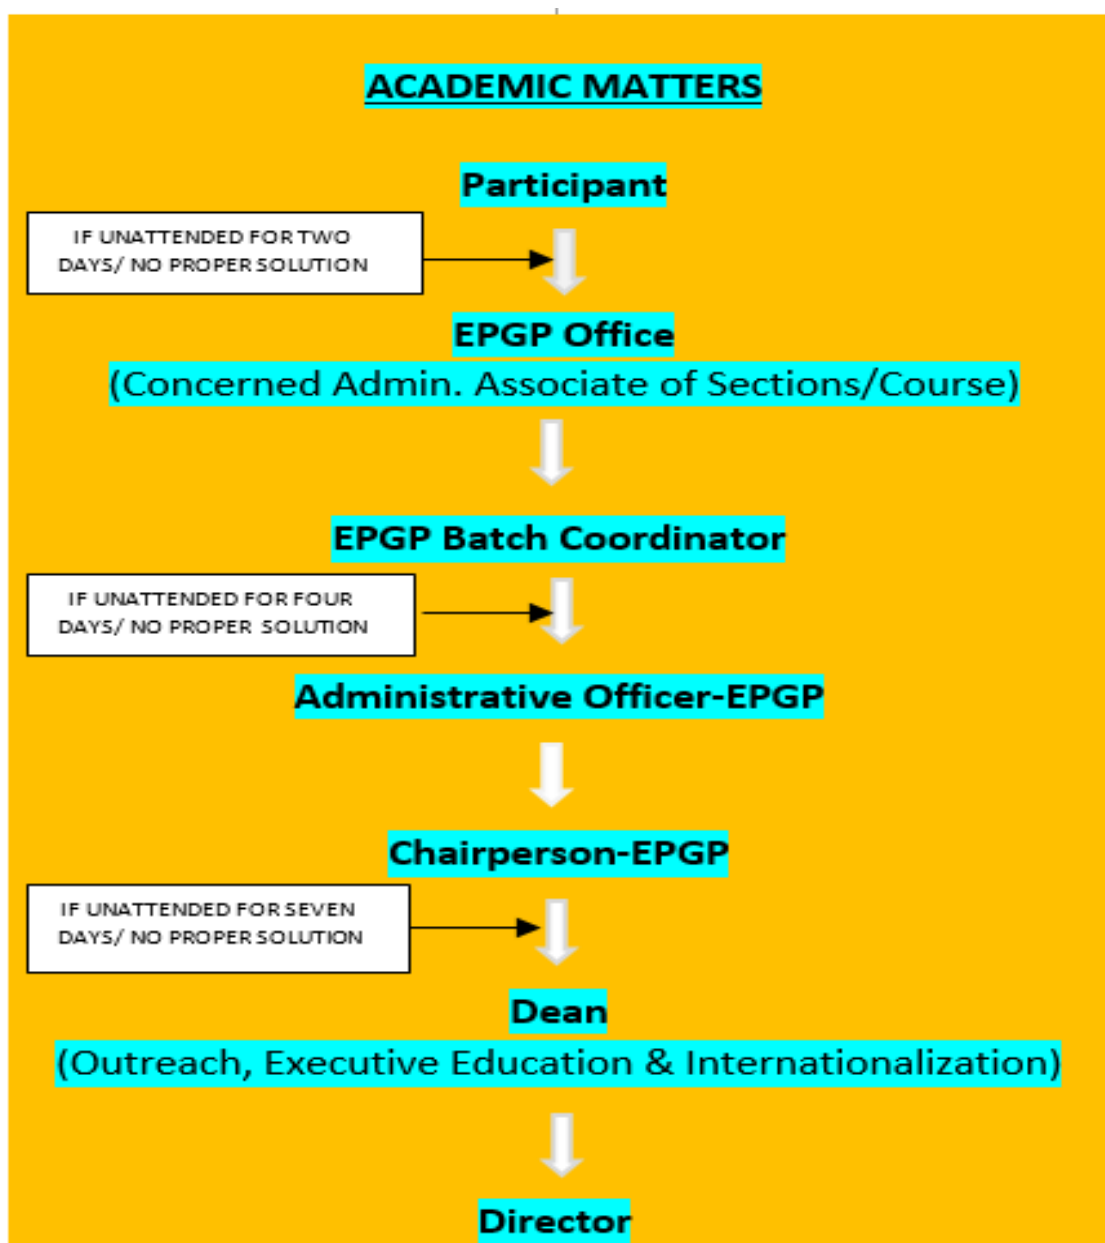 ACADEMIC MATTERS
Participant
IF UNATTENDED FOR TWO
DAYS/ NO PROPER SOLUTION
EPGP Office
(Concerned Admin. Associate of Sections/Course)
EPGP Batch Coordinator
IF UNATTENDED FOR FOUR
DAYS/ NO PROPER SOLUTION
Administrative Officer-EPGP
Chairperson-EPGP
IF UNATTENDED FOR SEVEN
DAYS/ NO PROPER SOLUTION
Dean
(Outreach, Executive Education & Internationalization)
Director